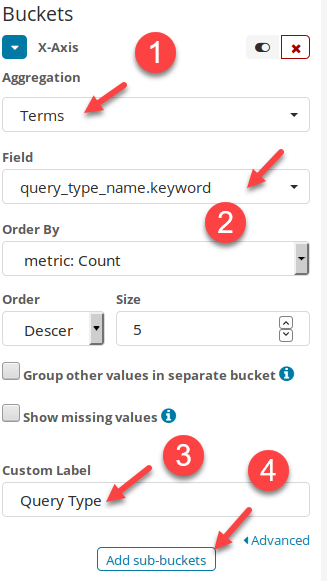 Buckets
X-Axis
1
Aggregation
Terms
Field
query_type_name.keyword
2
Order By
metric: Count
Order Size
Descer 5
Group other values in separate bucket
Show missing values
3
4
Custom Label
Query Type
Advanced
Add sub-buckets